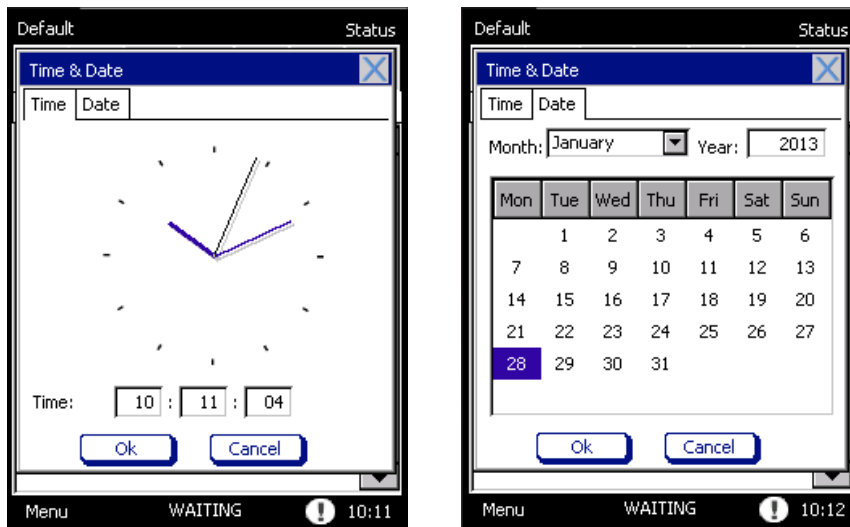 Default Status
Time & Date
Time Date
Time: 10 : 11 : 04
Ok Cancel
Menu WAITING 10:11
Default Status
Time & Date
Time Date
Month: January Year: 2013
Mon Tue Wed Thu Fri Sat Sun
1 2 3 4 5 6
7 8 9 10 11 12 13
14 15 16 17 18 19 20
21 22 23 24 25 26 27
28 29 30 31
Ok Cancel
Menu WAITING 10:12